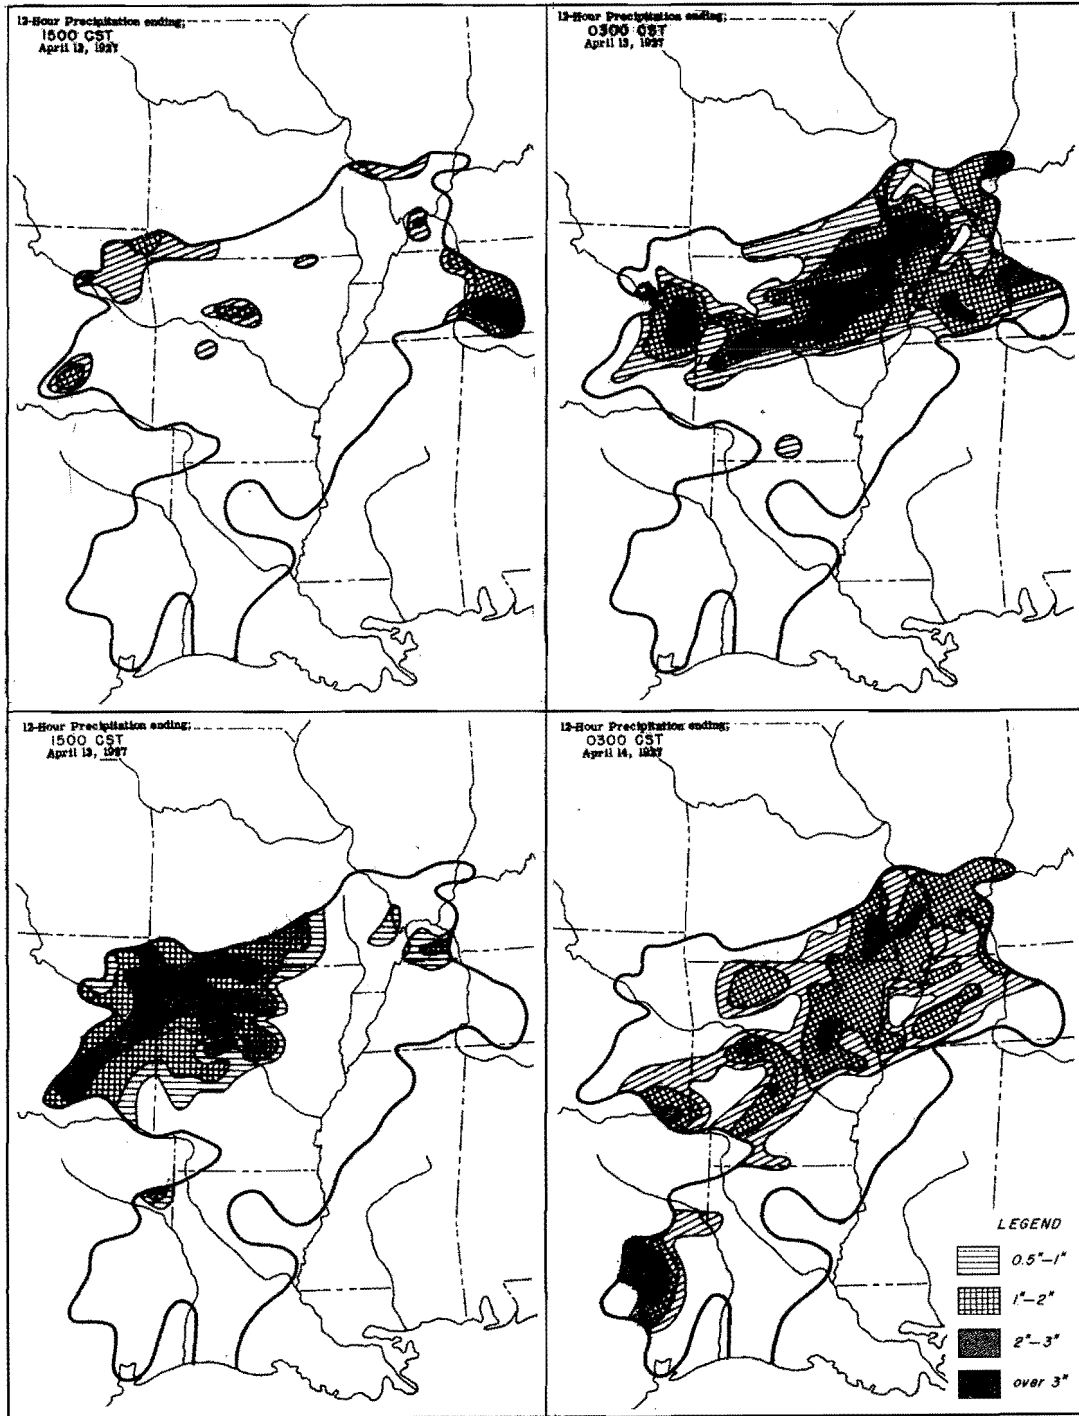 12-Hour Precipitation ending;
1500 CST
April 12, 1927
12-Hour Precipitation ending;
0300 CST
April 13, 1927
12-Hour Precipitation ending;
1500 CST
April 13, 1927
12-Hour Precipitation ending;
0300 CST
April 14, 1927
LEGEND
0.5"-1"
1"-2"
2"-3"
over 3"